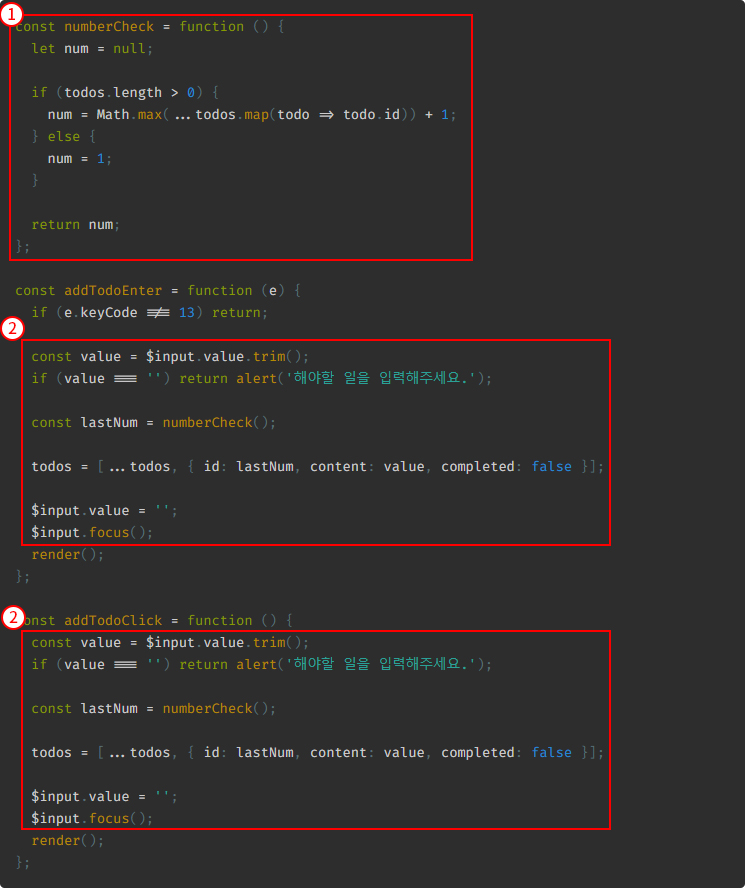 ①
const numberCheck = function () {
  let num = null;
  if (todos.length > 0) {
    num = Math.max(...todos.map(todo => todo.id)) + 1;
  } else {
    num = 1;
  }
  return num;
};
const addTodoEnter = function (e) {
  if (e.keyCode !== 13) return;
②
  const value = $input.value.trim();
  if (value === '') return alert('해야할 일을 입력해주세요.');
  const lastNum = numberCheck();
  todos = [...todos, { id: lastNum, content: value, completed: false }];
  $input.value = '';
  $input.focus();
  render();
};
②
const addTodoClick = function () {
  const value = $input.value.trim();
  if (value === '') return alert('해야할 일을 입력해주세요.');
  const lastNum = numberCheck();
  todos = [...todos, { id: lastNum, content: value, completed: false }];
  $input.value = '';
  $input.focus();
  render();
};